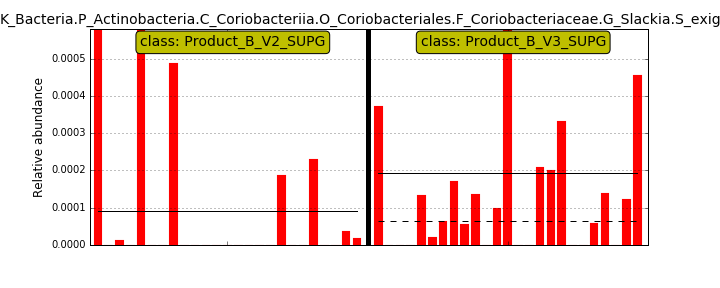 K_Bacteria.P_Actinobacteria.C_Coriobacteriia.O_Coriobacteriales.F_Coriobacteriaceae.G_Slackia.S_exig
class: Product_B_V2_SUPG
class: Product_B_V3_SUPG
0.0005
0.0004
0.0003
0.0002
0.0001
0.0000
Relative abundance